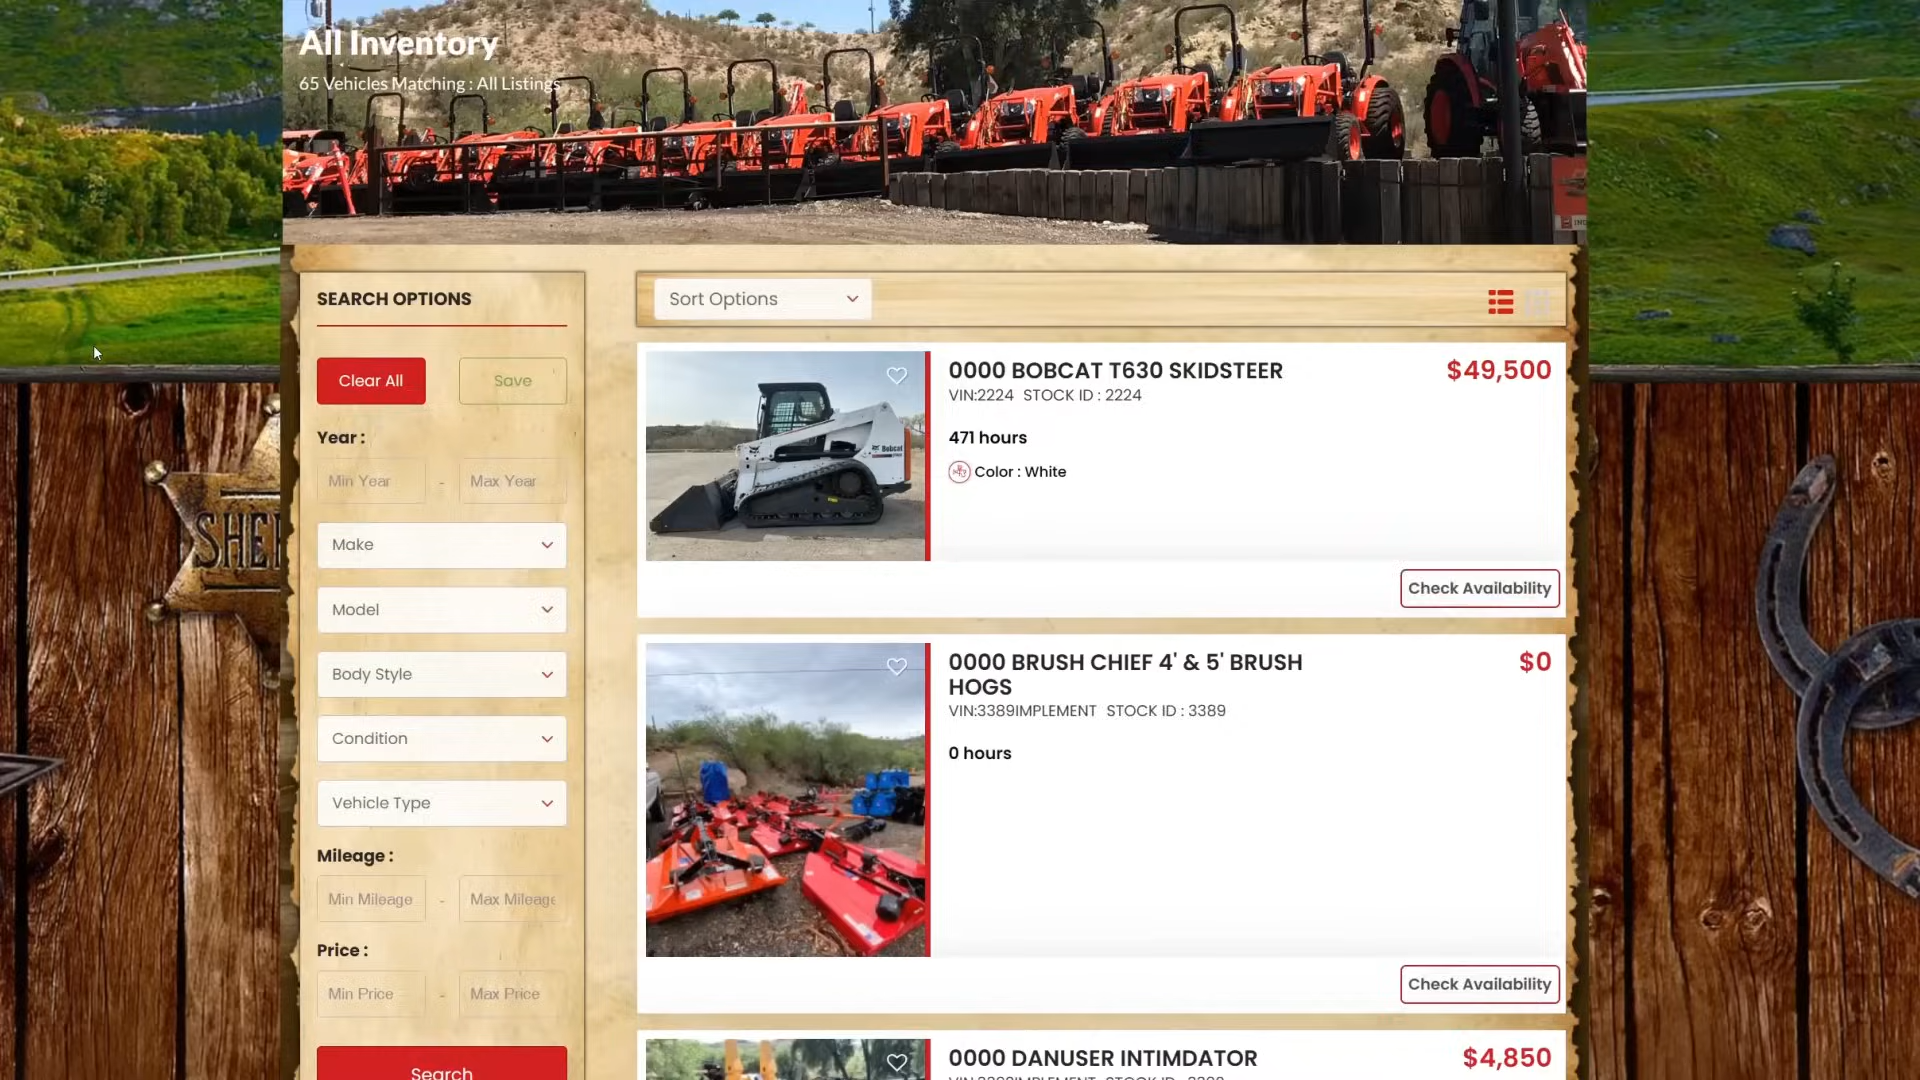 All Inventory
65 Vehicles Matching : All Listings
SEARCH OPTIONS
Clear All
Save
Year :
Min Year - Max Year
Make
Model
Body Style
Condition
Vehicle Type
Mileage :
Min Mileage - Max Mileage
Price :
Min Price - Max Price
Search
Sort Options
0000 BOBCAT T630 SKIDSTEER
$49,500
VIN:2224 STOCK ID : 2224
471 hours
Color : White
Bobcat
Check Availability
0000 BRUSH CHIEF 4' & 5' BRUSH
HOGS
$0
VIN:3389IMPLEMENT STOCK ID : 3389
0 hours
Check Availability
0000 DANUSER INTIMDATOR
$4,850
SHE